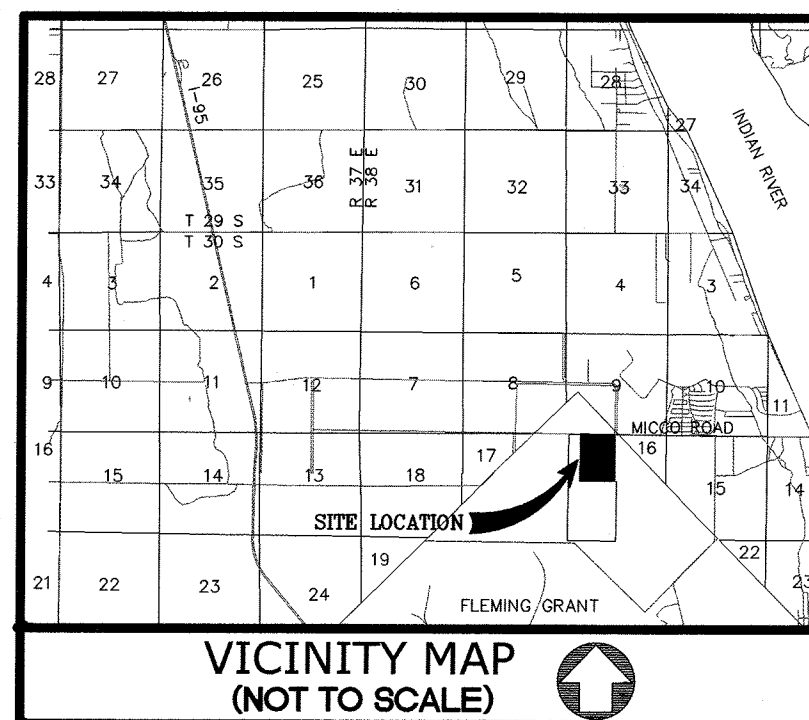 28 27 26 25 30 29 28
I-95
27
INDIAN RIVER
33 34 35 36 31 32 33 34
R 37 E
R 38 E
T 29 S
T 30 S
4 3 2 1 6 5 4 3
9 10 11 12 7 8 9 10 11
MICCO ROAD
16 15 14 13 18 17 16 15 14
SITE LOCATION
19 22
21 22 23 24 23
FLEMING GRANT
VICINITY MAP
(NOT TO SCALE)